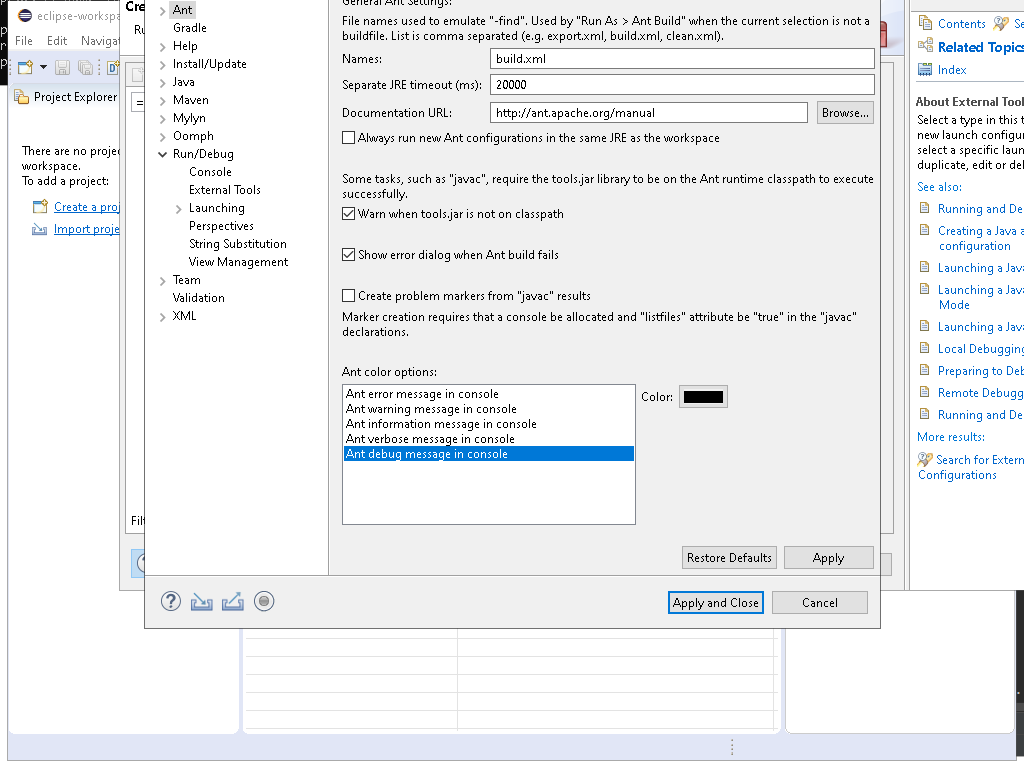 eclipse-workspa
File Edit Navigat
Project Explorer
There are no projec
workspace.
To add a project:
Create a proj
Import proje
Cre
Ru
Filt
Ant
Gradle
Help
Install/Update
Java
Maven
Mylyn
Oomph
Run/Debug
Console
External Tools
Launching
Perspectives
String Substitution
View Management
Team
Validation
XML
General Ant Settings:
File names used to emulate "-find". Used by "Run As > Ant Build" when the current selection is not a
buildfile. List is comma separated (e.g. export.xml, build.xml, clean.xml).
Names: build.xml
Separate JRE timeout (ms): 20000
Documentation URL: http://ant.apache.org/manual Browse...
Always run new Ant configurations in the same JRE as the workspace
Some tasks, such as "javac", require the tools.jar library to be on the Ant runtime classpath to execute
successfully.
Warn when tools.jar is not on classpath
Show error dialog when Ant build fails
Create problem markers from "javac" results
Marker creation requires that a console be allocated and "listfiles" attribute be "true" in the "javac"
declarations.
Ant color options:
Ant error message in console
Ant warning message in console
Ant information message in console
Ant verbose message in console
Ant debug message in console
Color:
Restore Defaults Apply
Apply and Close Cancel
Contents Se
Related Topics
Index
About External Tool
Select a type in this t
new launch configur
select a specific laun
duplicate, edit or del
See also:
Running and De
Creating a Java a
configuration
Launching a Java
Launching a Java
Mode
Launching a Java
Local Debugging
Preparing to Deb
Remote Debugg
Running and De
More results:
Search for Extern
Configurations